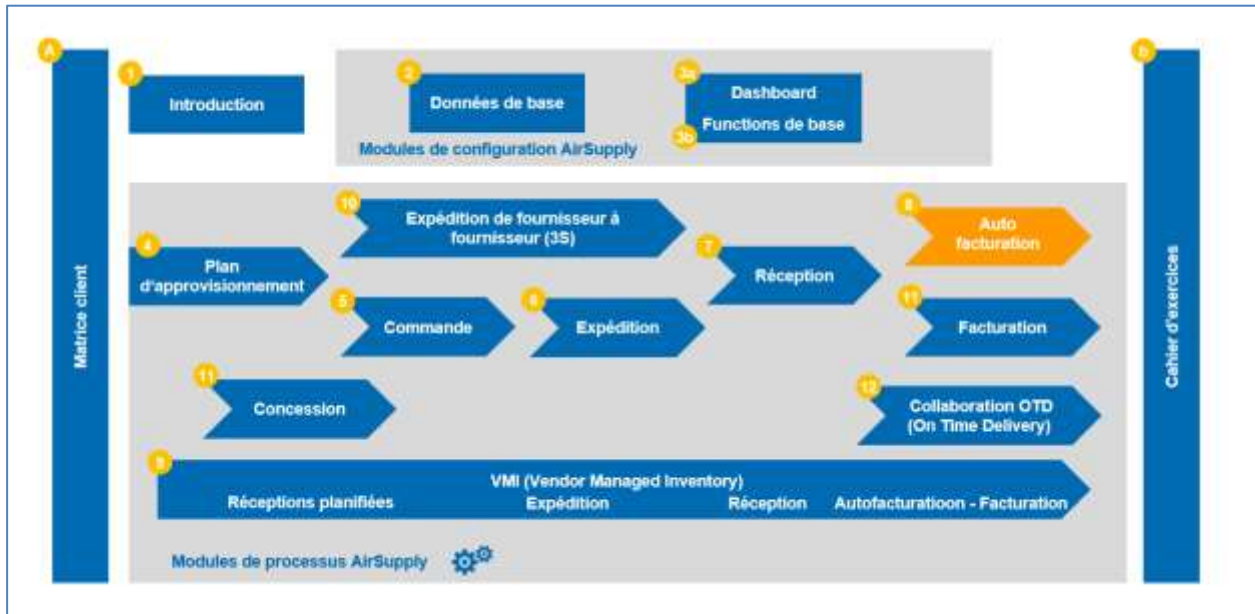 A
Matrice client
1
Introduction
2
Données de base
3a
Dashboard
3b
Functions de base
Modules de configuration AirSupply
b
Cahier d'exercices
10
Expédition de fournisseur à
fournisseur (3S)
4
Plan
d'approvisionnement
5
Commande
6
Expédition
7
Réception
8
Auto
facturation
11
Facturation
11
Concession
12
Collaboration OTD
(On Time Delivery)
9
VMI (Vendor Managed Inventory)
Réceptions planifiées
Expédition
Réception
Autofacturatioon - Facturation
Modules de processus AirSupply